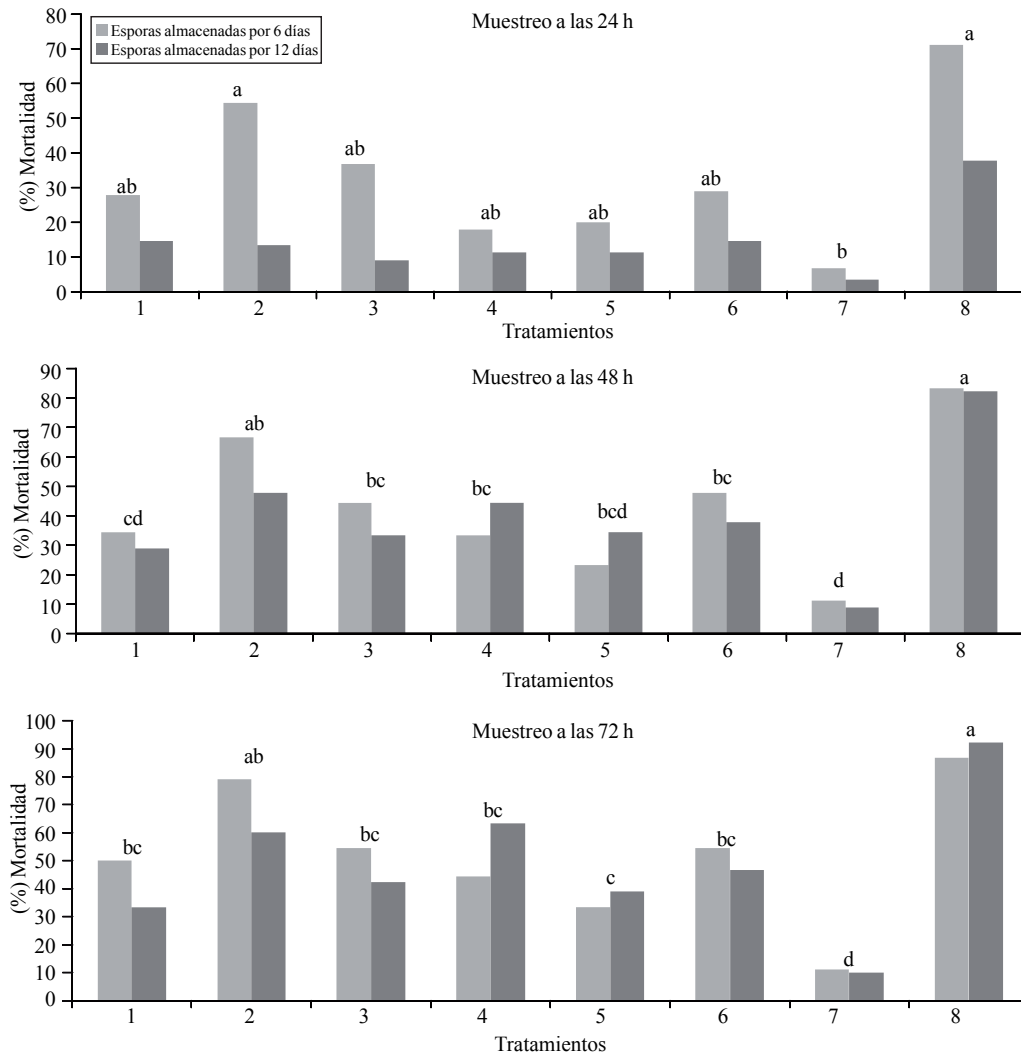 Muestreo a las 24 h
Esporas almacenadas por 6 días
Esporas almacenadas por 12 días
(%) Mortalidad
80
70
60
50
40
30
20
10
0
ab
a
ab
ab
ab
ab
b
a
1 2 3 4 5 6 7 8
Tratamientos
Muestreo a las 48 h
(%) Mortalidad
90
80
70
60
50
40
30
20
10
0
cd
ab
bc
bc
bcd
bc
d
a
1 2 3 4 5 6 7 8
Tratamientos
Muestreo a las 72 h
(%) Mortalidad
100
90
80
70
60
50
40
30
20
10
0
bc
ab
bc
bc
c
bc
d
a
1 2 3 4 5 6 7 8
Tratamientos